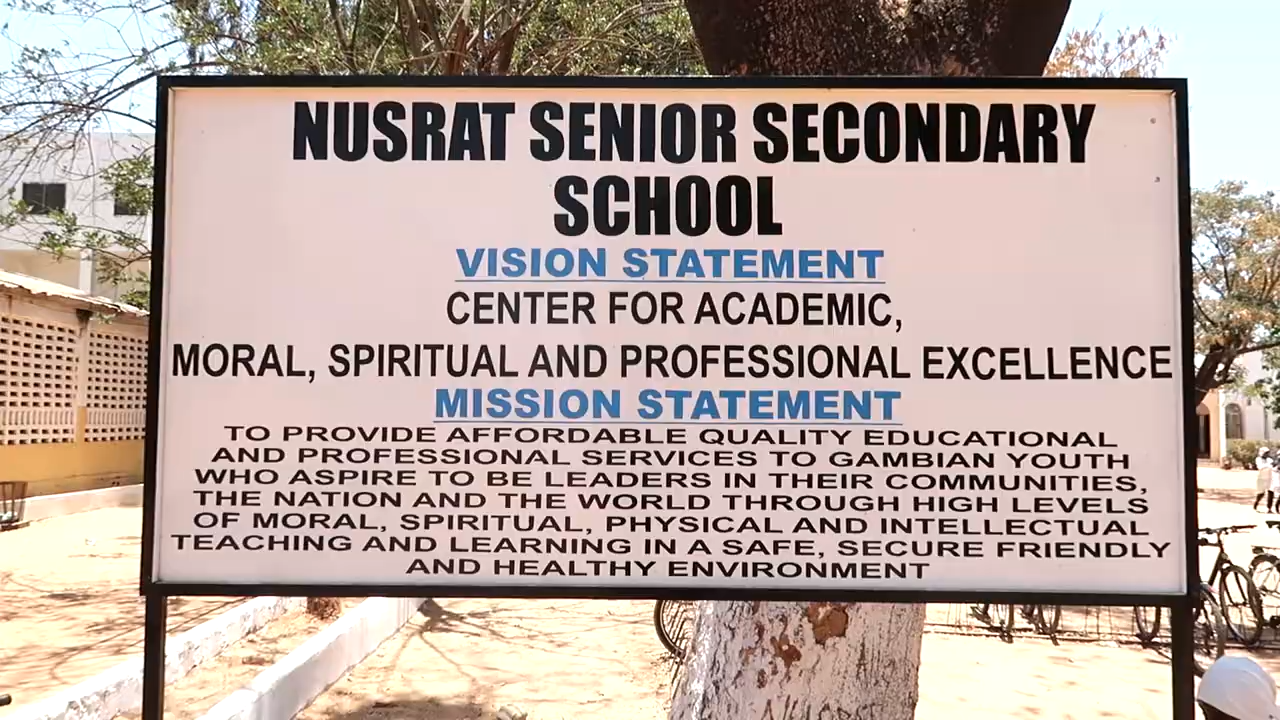 NUSRAT SENIOR SECONDARY
SCHOOL
VISION STATEMENT
CENTER FOR ACADEMIC,
MORAL, SPIRITUAL AND PROFESSIONAL EXCELLENCE
MISSION STATEMENT
TO PROVIDE AFFORDABLE QUALITY EDUCATIONAL
AND PROFESSIONAL SERVICES TO GAMBIAN YOUTH
WHO ASPIRE TO BE LEADERS IN THEIR COMMUNITIES,
THE NATION AND THE WORLD THROUGH HIGH LEVELS
OF MORAL, SPIRITUAL, PHYSICAL AND INTELLECTUAL
TEACHING AND LEARNING IN A SAFE, SECURE FRIENDLY
AND HEALTHY ENVIRONMENT